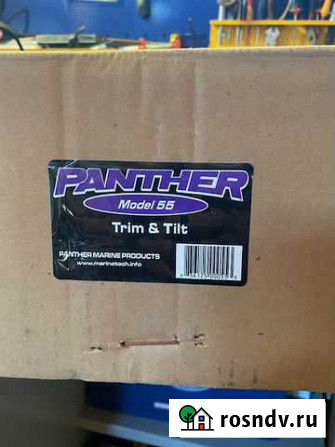 PANTHER
Model 55
Trim & Tilt
PANTHER MARINE PRODUCTS
www.marinetech.info
rosndv.ru